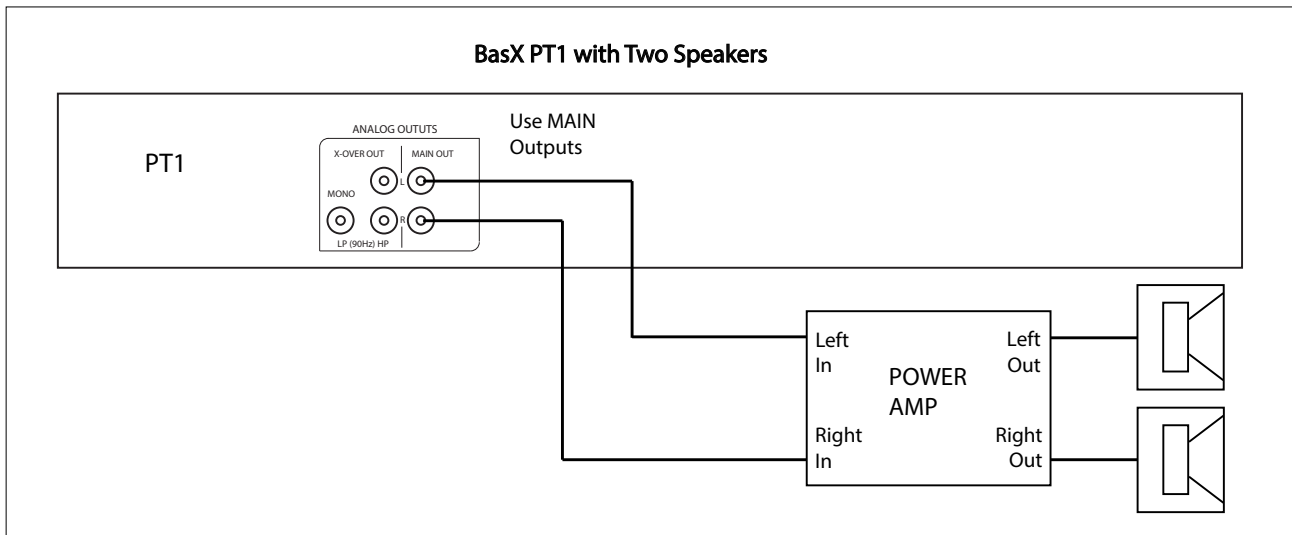 BasX PT1 with Two Speakers
PT1
ANALOG OUTUTS
X-OVER OUT
MAIN OUT
L
MONO
R
LP (90Hz) HP
Use MAIN
Outputs
Left
In
Left
Out
POWER
AMP
Right
In
Right
Out